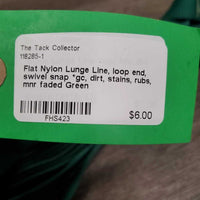 The Tack Collector
118285-1
Flat Nylon Lunge Line, loop end,
swivel snap *gc, dirt, stains, rubs,
mnr faded Green
FHS423
$6.00